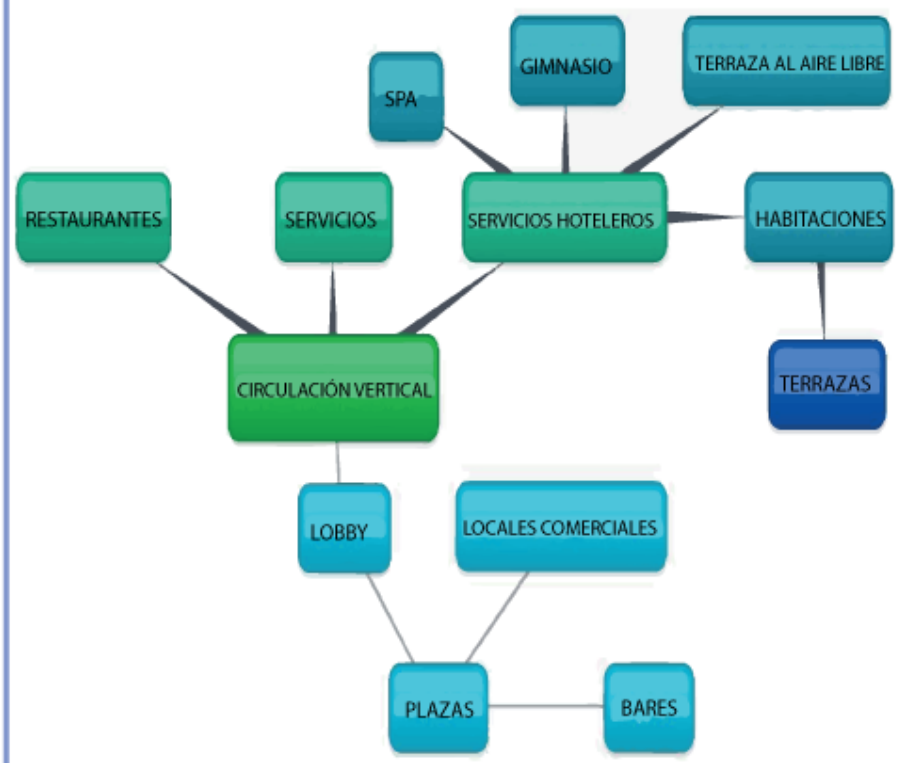 GIMNASIO
TERRAZA AL AIRE LIBRE
SPA
RESTAURANTES
SERVICIOS
SERVICIOS HOTELEROS
HABITACIONES
CIRCULACIÓN VERTICAL
TERRAZAS
LOBBY
LOCALES COMERCIALES
PLAZAS
BARES